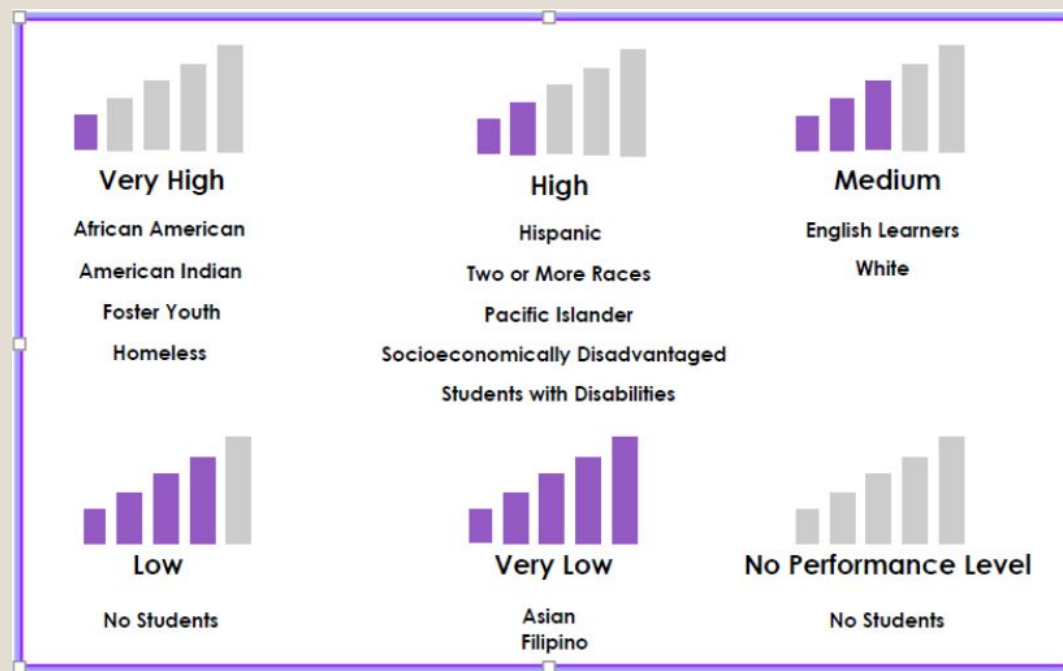 Very High
African American
American Indian
Foster Youth
Homeless
High
Hispanic
Two or More Races
Pacific Islander
Socioeconomically Disadvantaged
Students with Disabilities
Medium
English Learners
White
Low
No Students
Very Low
Asian
Filipino
No Performance Level
No Students